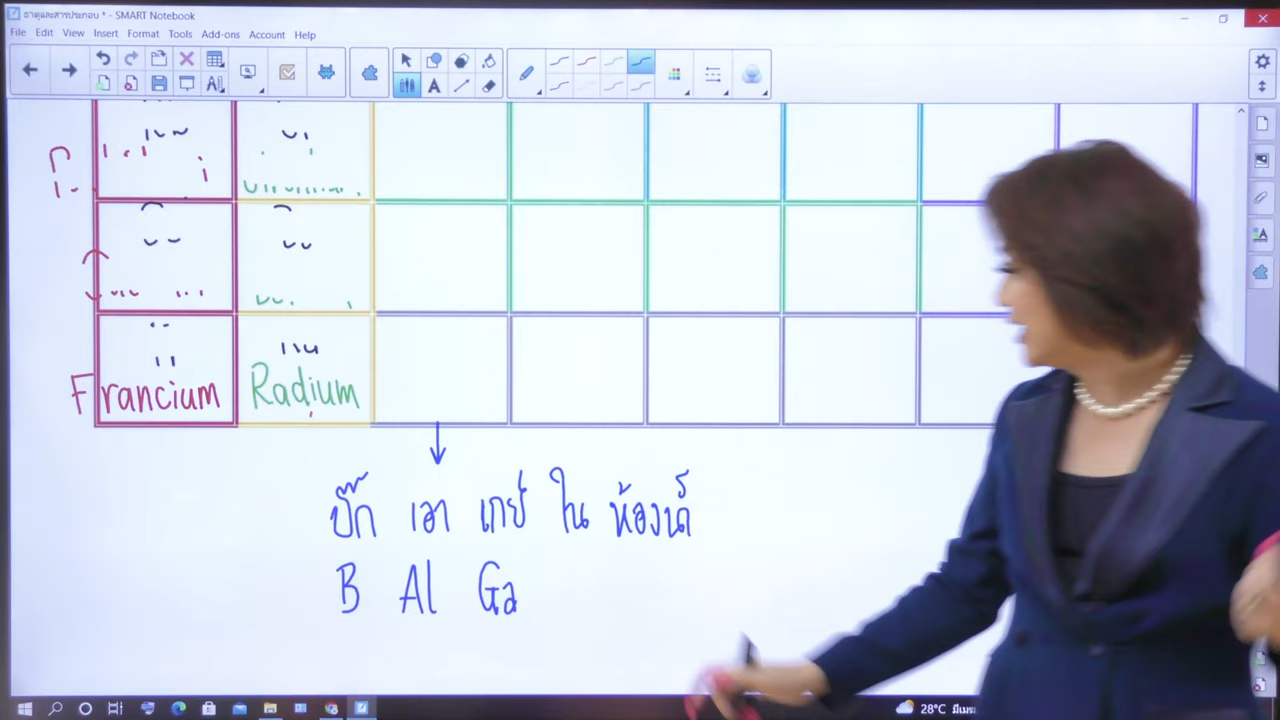 ธาตุและสารประกอบ * - SMART Notebook
File Edit View Insert Format Tools Add-ons Account Help
Francium Radium
บิ๊ก เอา เกย์ ใน ห้องน้ำ
B Al Ga
28°C